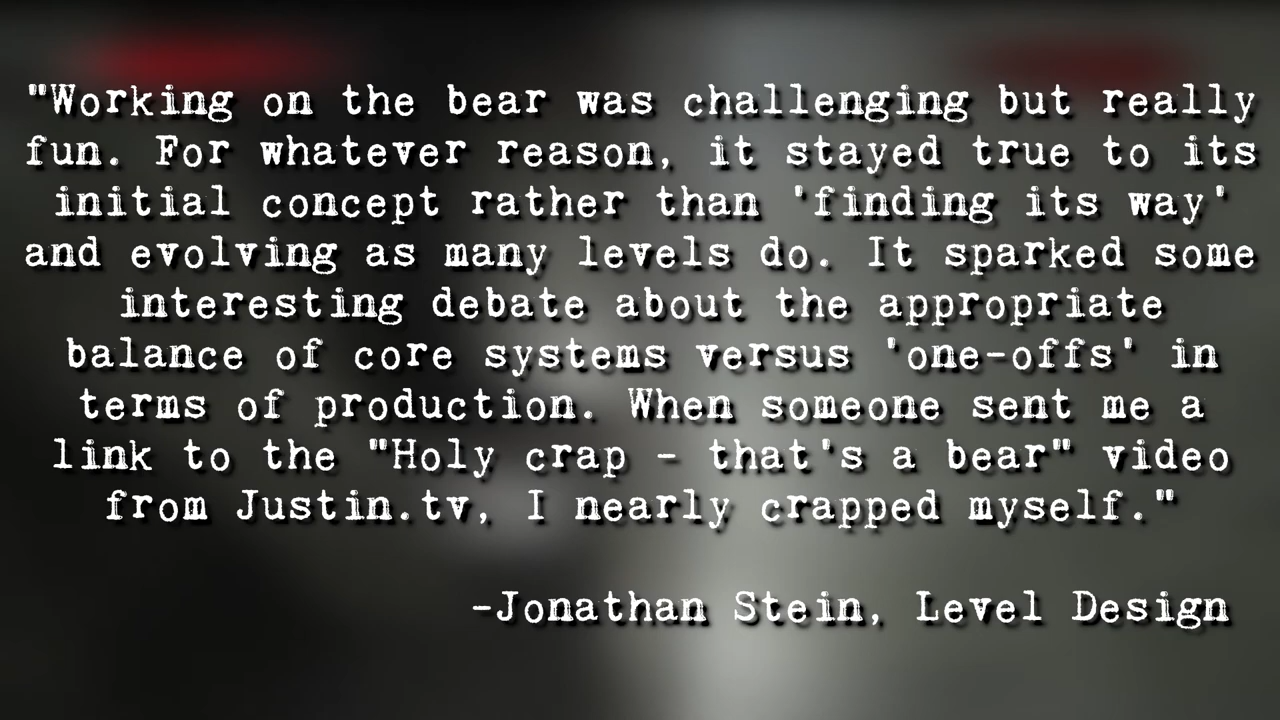 "Working on the bear was challenging but really
fun. For whatever reason, it stayed true to its
initial concept rather than 'finding its way'
and evolving as many levels do. It sparked some
interesting debate about the appropriate
balance of core systems versus 'one-offs' in
terms of production. When someone sent me a
link to the "Holy crap - that's a bear" video
from Justin.tv, I nearly crapped myself."
-Jonathan Stein, Level Design